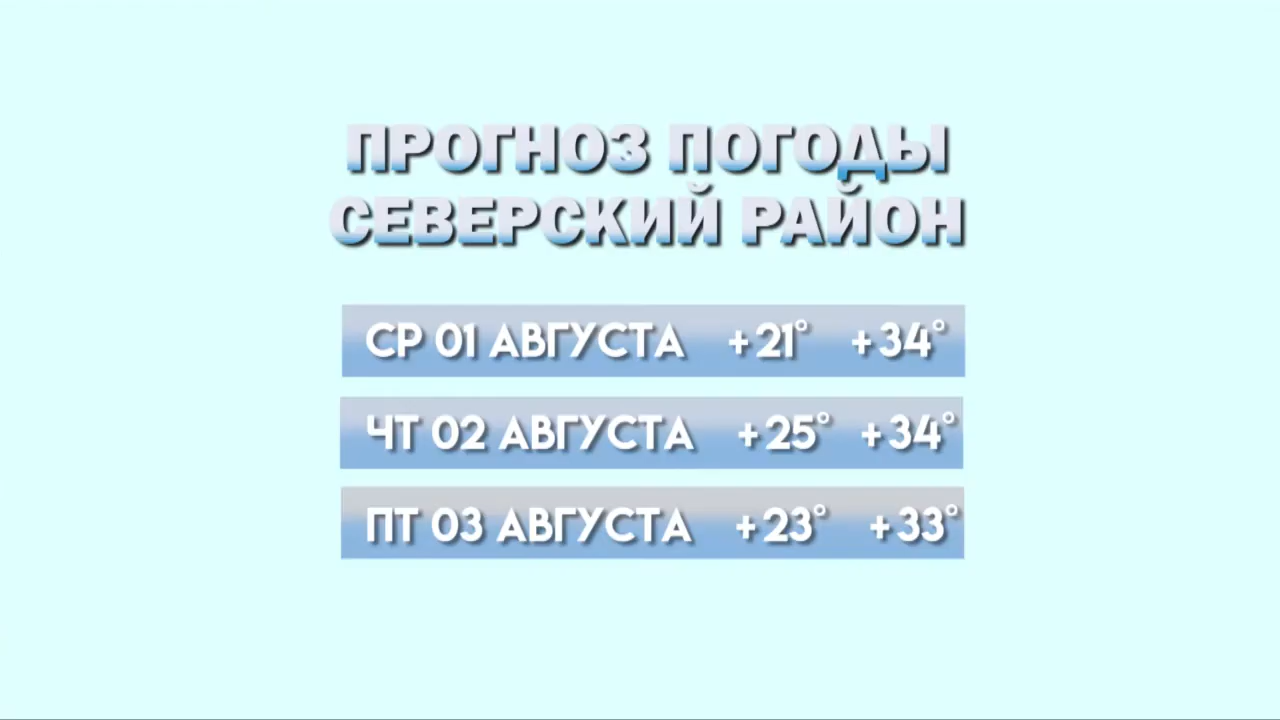 ПРОГНОЗ ПОГОДЫ
СЕВЕРСКИЙ РАЙОН
СР 01 АВГУСТА +21° +34°
ЧТ 02 АВГУСТА +25° +34°
ПТ 03 АВГУСТА +23° +33°